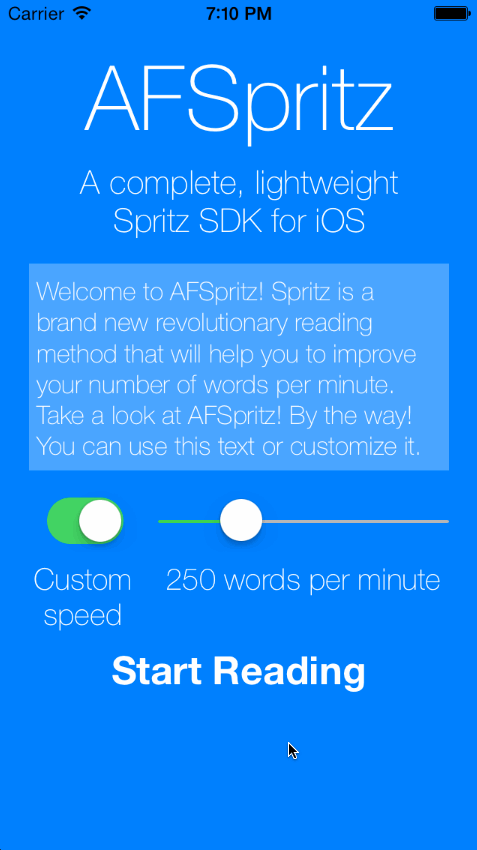 Carrier 7:10 PM
AFSpritz
A complete, lightweight
Spritz SDK for iOS
Welcome to AFSpritz! Spritz is a
brand new revolutionary reading
method that will help you to improve
your number of words per minute.
Take a look at AFSpritz! By the way!
You can use this text or customize it.
Custom
speed
250 words per minute
Start Reading